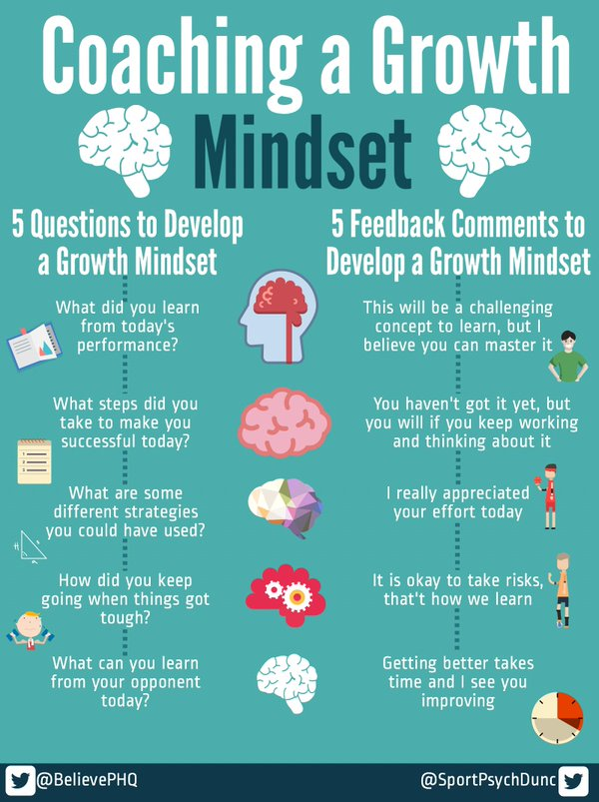 Coaching a Growth
Mindset
5 Questions to Develop
a Growth Mindset
What did you learn
from today's
performance?
What steps did you
take to make you
successful today?
What are some
different strategies
you could have used?
How did you keep
going when things got
tough?
What can you learn
from your opponent
today?
5 Feedback Comments to
Develop a Growth Mindset
This will be a challenging
concept to learn, but I
believe you can master it
You haven't got it yet, but
you will if you keep working
and thinking about it
I really appreciated
your effort today
It is okay to take risks,
that's how we learn
Getting better takes
time and I see you
improving
@BelievePHQ
@SportPsychDunc